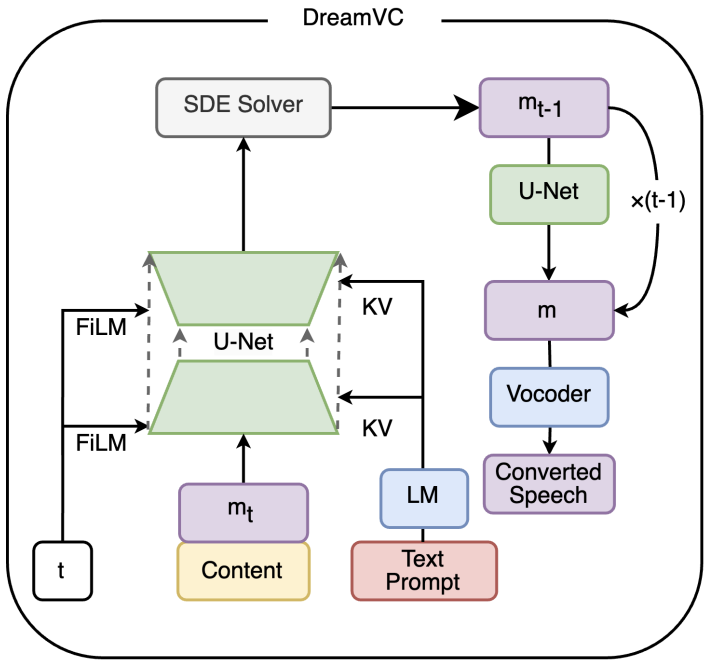 DreamVC
SDE Solver
m_{t-1}
U-Net
×(t-1)
m
FiLM
U-Net
KV
FiLM
KV
Vocoder
Converted
Speech
m_t
LM
t
Content
Text
Prompt